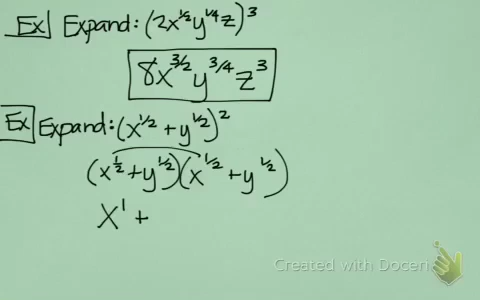 Ex Expand: (2x^{1/2}y^{1/4}z)^3
8x^{3/2}y^{3/4}z^3
Ex Expand: (x^{1/2} + y^{1/2})^2
(x^{1/2} + y^{1/2})(x^{1/2} + y^{1/2})
x^1 +
Created with Docen